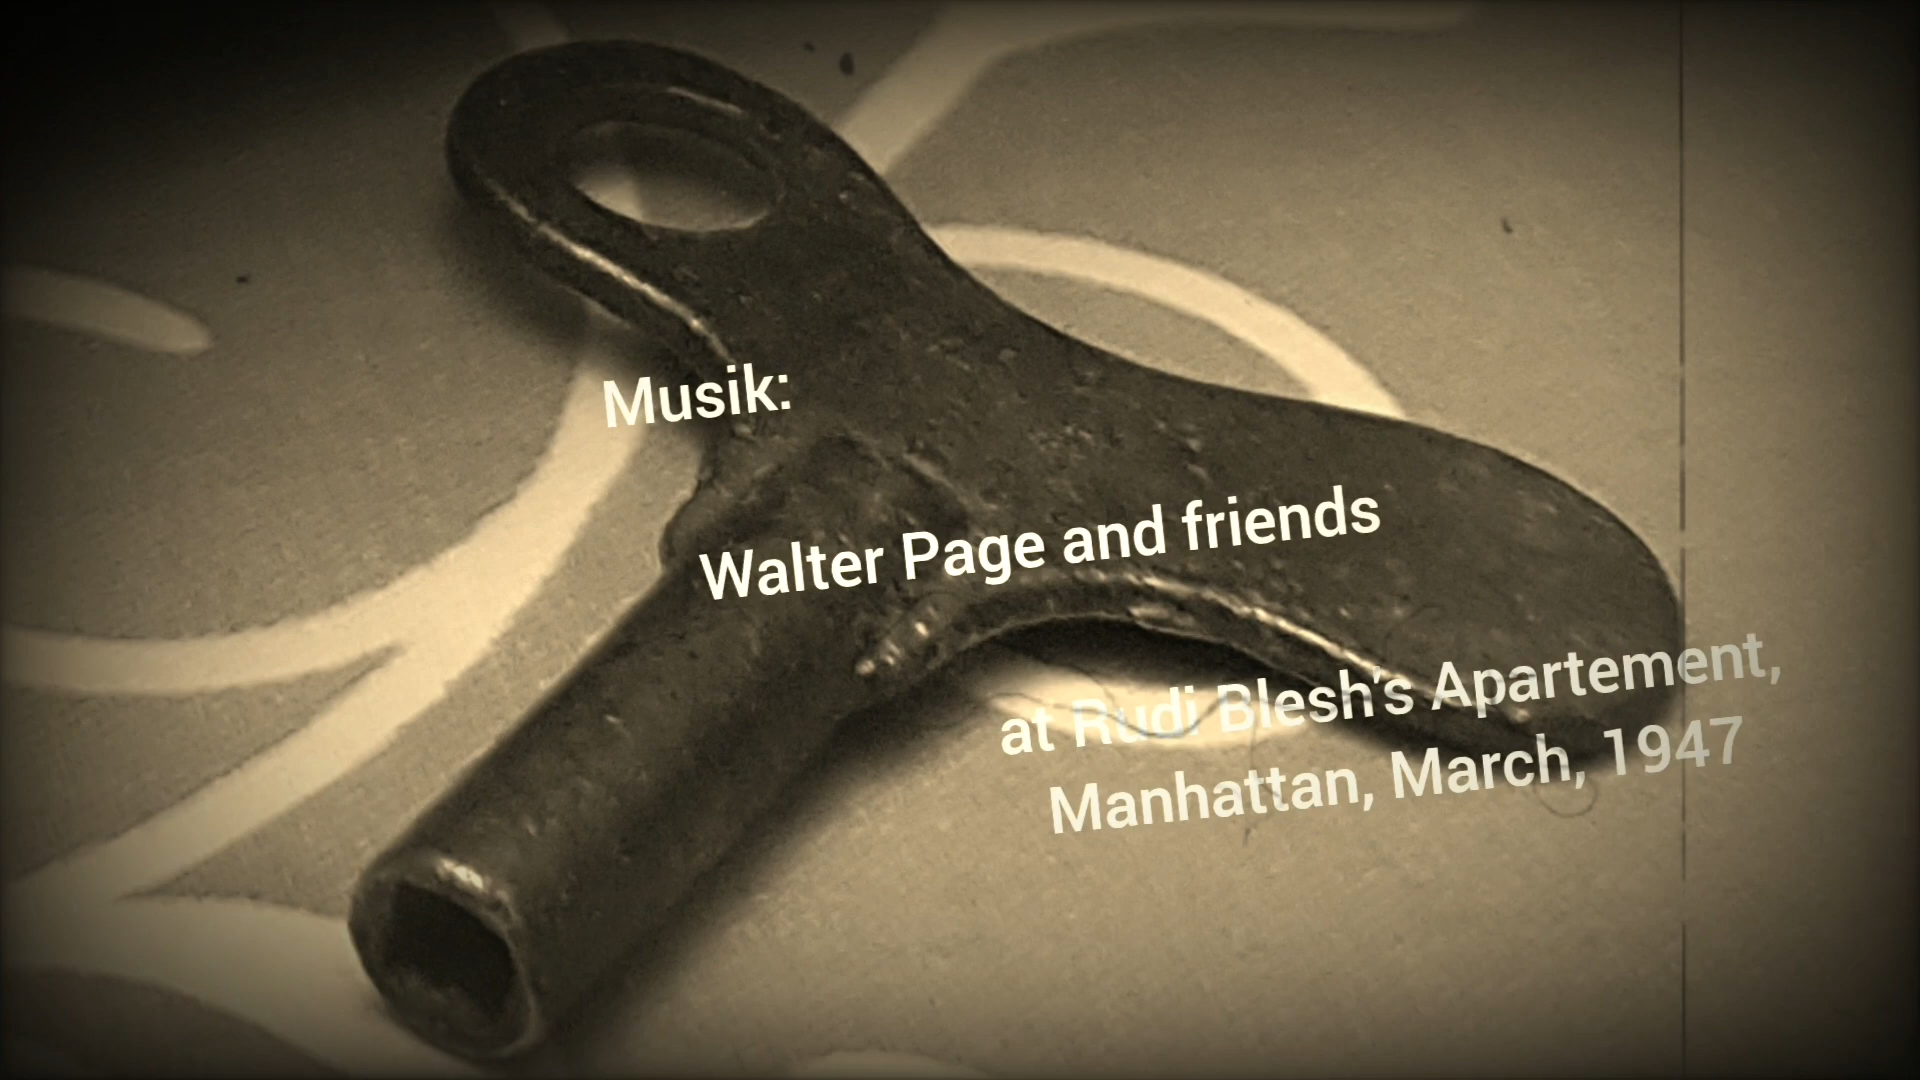 Musik:
Walter Page and friends
at Rudi Blesh's Apartement,
Manhattan, March, 1947